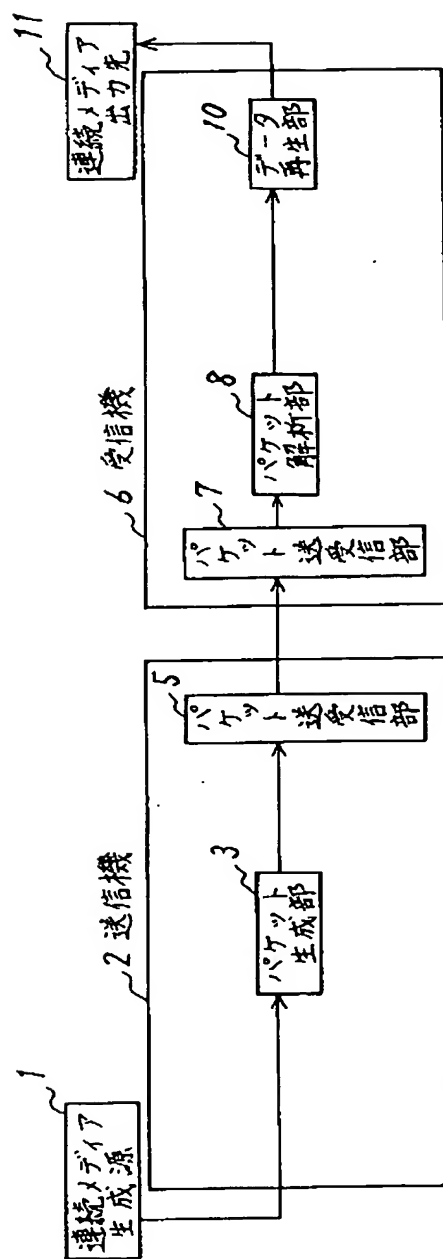 1
連続メディア
生成源
2 送信機
3
パケット
生成部
5
パケット送受信部
6 受信機
7
パケット送受信部
8
パケット
解析部
10
データ
再生部
11
連続メディア
出力先